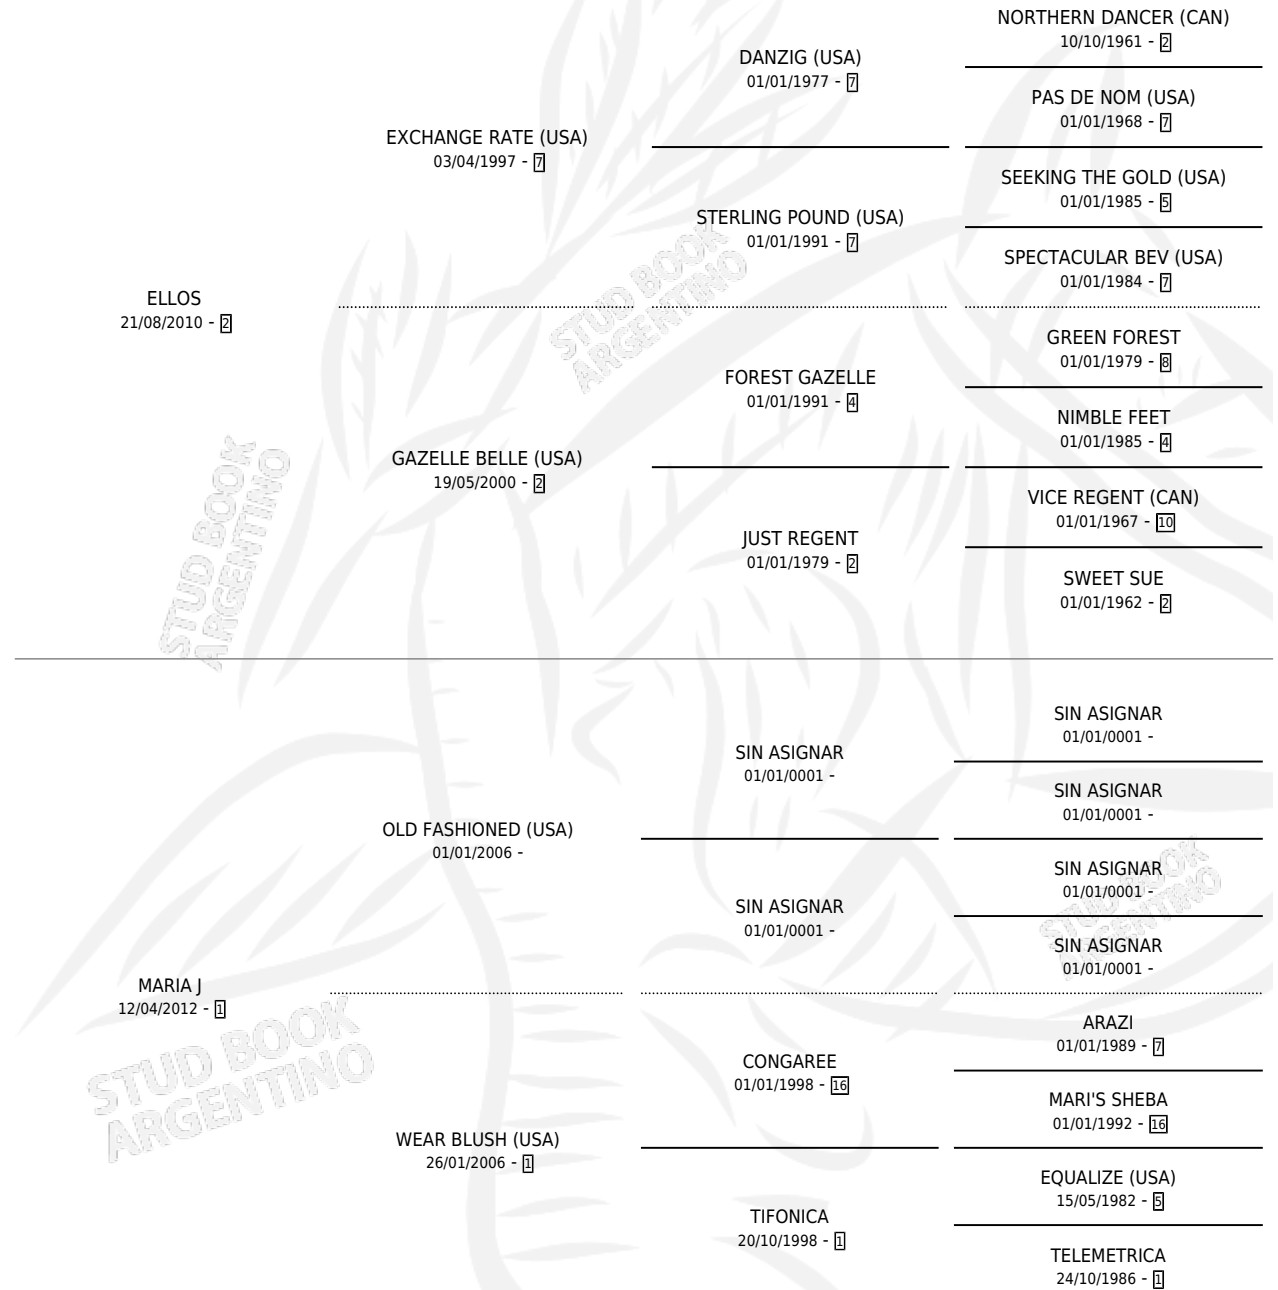 NORTHERN DANCER (CAN)
10/10/1961 - 2
DANZIG (USA)
01/01/1977 - 7
PAS DE NOM (USA)
01/01/1968 - 7
EXCHANGE RATE (USA)
03/04/1997 - 7
SEEKING THE GOLD (USA)
01/01/1985 - 5
STERLING POUND (USA)
01/01/1991 - 7
SPECTACULAR BEV (USA)
01/01/1984 - 7
STUD BOOK
ARGENTINO
ELLOS
21/08/2010 - 2
GREEN FOREST
01/01/1979 - 8
FOREST GAZELLE
01/01/1991 - 4
NIMBLE FEET
01/01/1985 - 4
GAZELLE BELLE (USA)
19/05/2000 - 2
VICE REGENT (CAN)
01/01/1967 - 10
JUST REGENT
01/01/1979 - 2
SWEET SUE
01/01/1962 - 2
STUD BOOK
ARGENTINO
SIN ASIGNAR
01/01/0001 -
SIN ASIGNAR
01/01/0001 -
SIN ASIGNAR
01/01/0001 -
OLD FASHIONED (USA)
01/01/2006 -
SIN ASIGNAR
01/01/0001 -
SIN ASIGNAR
01/01/0001 -
SIN ASIGNAR
01/01/0001 -
STUD BOOK
ARGENTINO
MARIA J
12/04/2012 - 1
ARAZI
01/01/1989 - 7
CONGAREE
01/01/1998 - 16
MARI'S SHEBA
01/01/1992 - 16
STUD BOOK
ARGENTINO
WEAR BLUSH (USA)
26/01/2006 - 1
EQUALIZE (USA)
15/05/1982 - 5
TIFONICA
20/10/1998 - 1
TELEMETRICA
24/10/1986 - 1